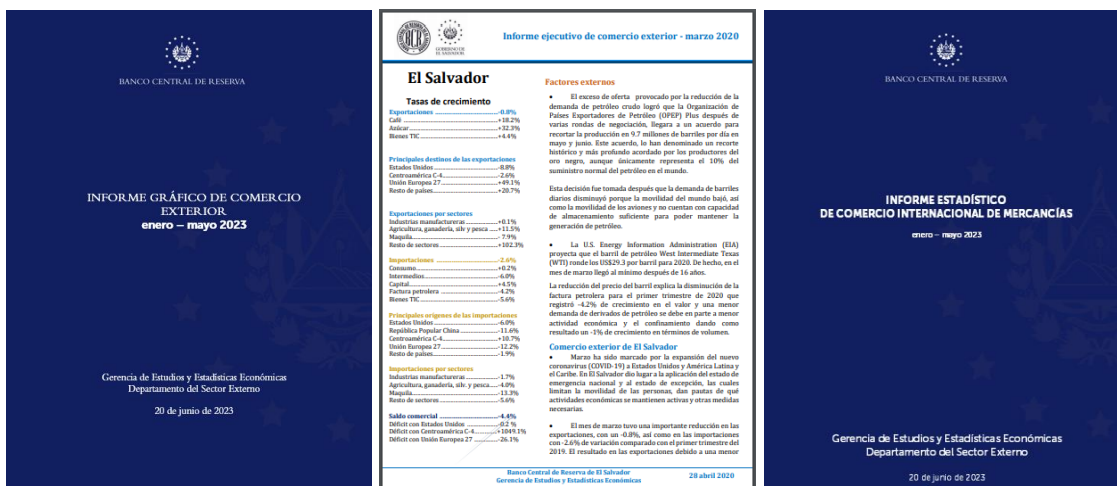 BANCO CENTRAL DE RESERVA
INFORME GRÁFICO DE COMERCIO
EXTERIOR
enero – mayo 2023
Gerencia de Estudios y Estadísticas Económicas
Departamento del Sector Externo
20 de junio de 2023
GOBIERNO DE
EL SALVADOR
Informe ejecutivo de comercio exterior - marzo 2020
El Salvador
Tasas de crecimiento
Exportaciones ...-0.8%
Café ...+18.2%
Azúcar...+32.3%
Bienes TIC...+4.4%
Principales destinos de las exportaciones
Estados Unidos ...-8.8%
Centroamérica C-4...-2.6%
Unión Europea 27...+49.1%
Resto de países...+20.7%
Exportaciones por sectores
Industrias manufactureras ...+0.1%
Agricultura, ganadería, silv y pesca ...+11.5%
Maquila...- 7.9%
Resto de sectores ...+102.3%
Importaciones ...-2.6%
Consumo...+0.2%
Intermedios...-6.0%
Capital...+4.5%
Factura petrolera ...-4.2%
Bienes TIC...-5.6%
Principales orígenes de las importaciones
Estados Unidos ...-6.0%
República Popular China ...-11.6%
Centroamérica C-4...+10.7%
Unión Europea 27...-12.2%
Resto de países...-1.9%
Importaciones por sectores
Industrias manufactureras ...-1.7%
Agricultura, ganadería, silv. y pesca...-4.0%
Maquila...-13.3%
Resto de sectores ...-5.6%
Saldo comercial ...-4.4%
Déficit con Estados Unidos ...-0.2 %
Déficit con Centroamérica C-4...+1049.1%
Déficit con Unión Europea 27 ...-26.1%
Factores externos
• El exceso de oferta provocado por la reducción de la
demanda de petróleo crudo logró que la Organización de
Países Exportadores de Petróleo (OPEP) Plus después de
varias rondas de negociación, llegara a un acuerdo para
recortar la producción en 9.7 millones de barriles por día en
mayo y junio. Este acuerdo, lo han denominado un recorte
histórico y más profundo acordado por los productores del
oro negro, aunque únicamente representa el 10% del
suministro normal del petróleo en el mundo.
Esta decisión fue tomada después que la demanda de barriles
diarios disminuyó porque la movilidad del mundo bajó, así
como la movilidad de los aviones y no cuentan con capacidad
de almacenamiento suficiente para poder mantener la
generación de petróleo.
• La U.S. Energy Information Administration (EIA)
proyecta que el barril de petróleo West Intermediate Texas
(WTI) ronde los US$29.3 por barril para 2020. De hecho, en el
mes de marzo llegó al mínimo después de 16 años.
La reducción del precio del barril explica la disminución de la
factura petrolera para el primer trimestre de 2020 que
registró -4.2% de crecimiento en el valor y una menor
demanda de derivados de petróleo se debe en parte a menor
actividad económica y el confinamiento dando como
resultado un -1% de crecimiento en términos de volumen.
Comercio exterior de El Salvador
• Marzo ha sido marcado por la expansión del nuevo
coronavirus (COVID-19) a Estados Unidos y América Latina y
el Caribe. En El Salvador dio lugar a la aplicación del estado de
emergencia nacional y al estado de excepción, las cuales
limitan la movilidad de las personas, dan pautas de qué
actividades económicas se mantienen activas y otras medidas
necesarias.
• El mes de marzo tuvo una importante reducción en las
exportaciones, con un -0.8%, así como en las importaciones
con -2.6% de variación comparado con el primer trimestre del
2019. El resultado en las exportaciones debido a una menor
Banco Central de Reserva de El Salvador
Gerencia de Estudios y Estadísticas Económicas
28 abril 2020
BANCO CENTRAL DE RESERVA
INFORME ESTADÍSTICO
DE COMERCIO INTERNACIONAL DE MERCANCÍAS
enero – mayo 2023
Gerencia de Estudios y Estadísticas Económicas
Departamento del Sector Externo
20 de junio de 2023